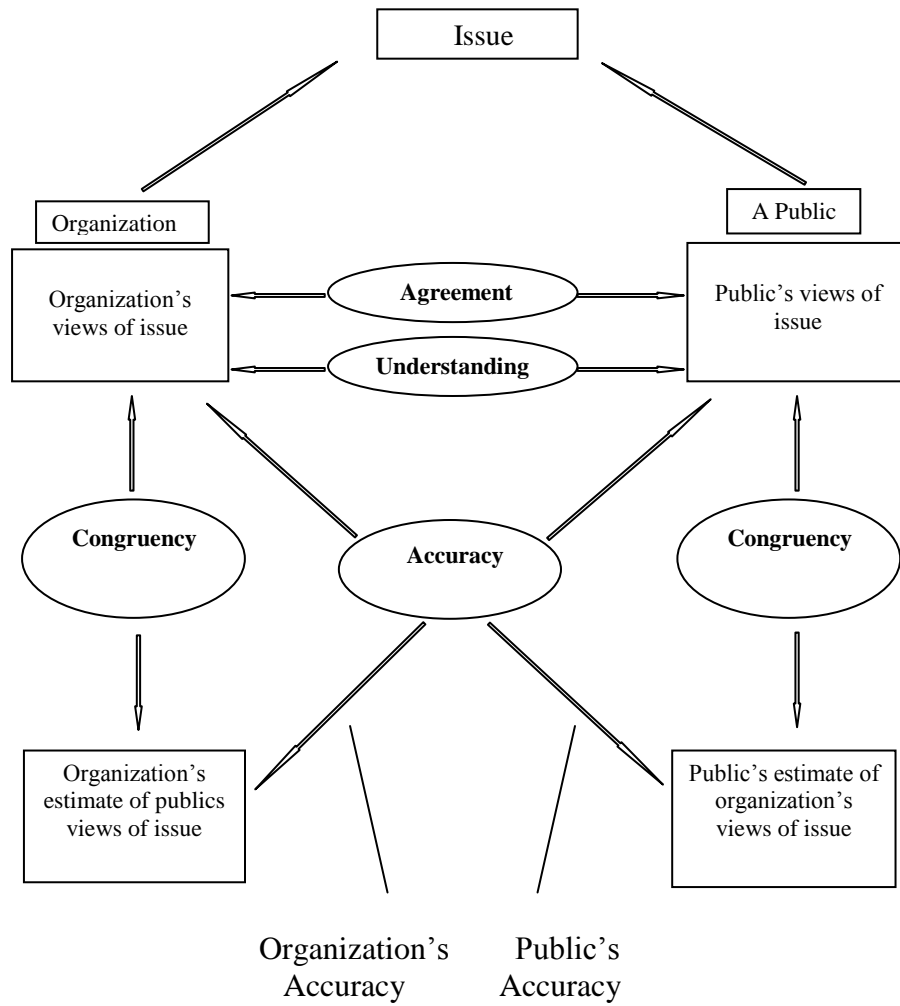 Issue
Organization
A Public
Organization's
views of issue
Agreement
Public's views of
issue
Understanding
Congruency
Accuracy
Congruency
Organization's
estimate of publics
views of issue
Public's estimate of
organization's
views of issue
Organization's
Accuracy
Public's
Accuracy